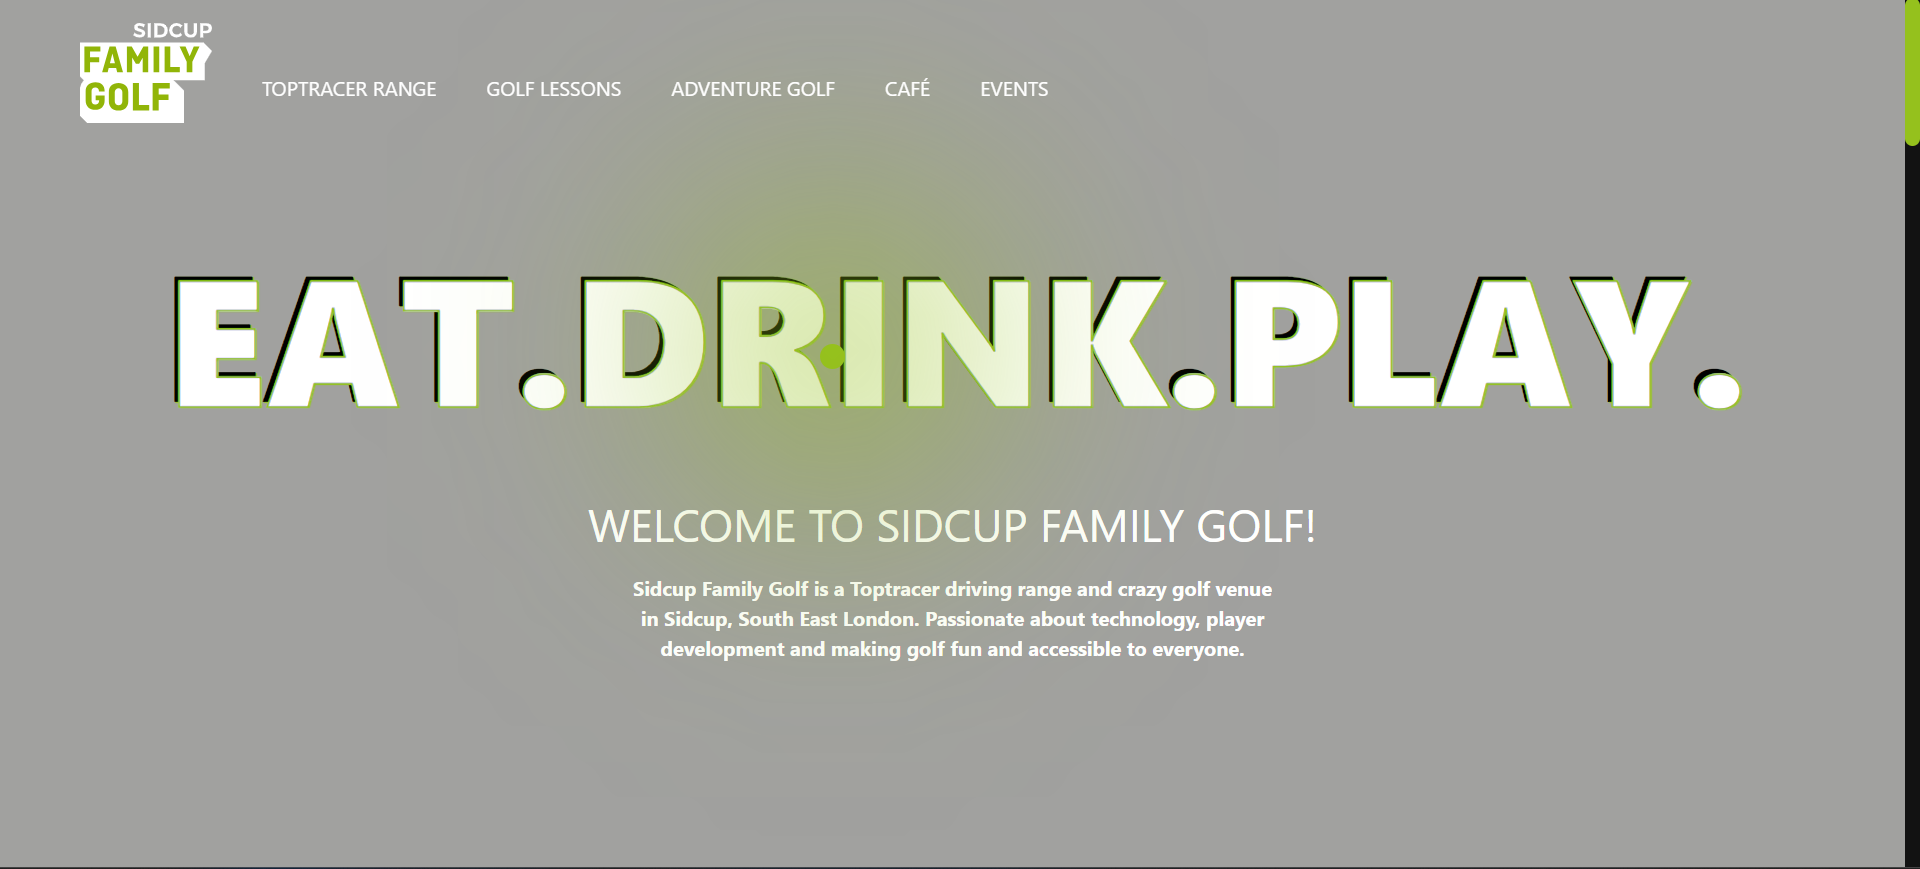 SIDCUP
FAMILY
GOLF
TOPTRACER RANGE GOLF LESSONS ADVENTURE GOLF CAFÉ EVENTS
EAT.DRINK.PLAY.
WELCOME TO SIDCUP FAMILY GOLF!
Sidcup Family Golf is a Toptracer driving range and crazy golf venue
in Sidcup, South East London. Passionate about technology, player
development and making golf fun and accessible to everyone.